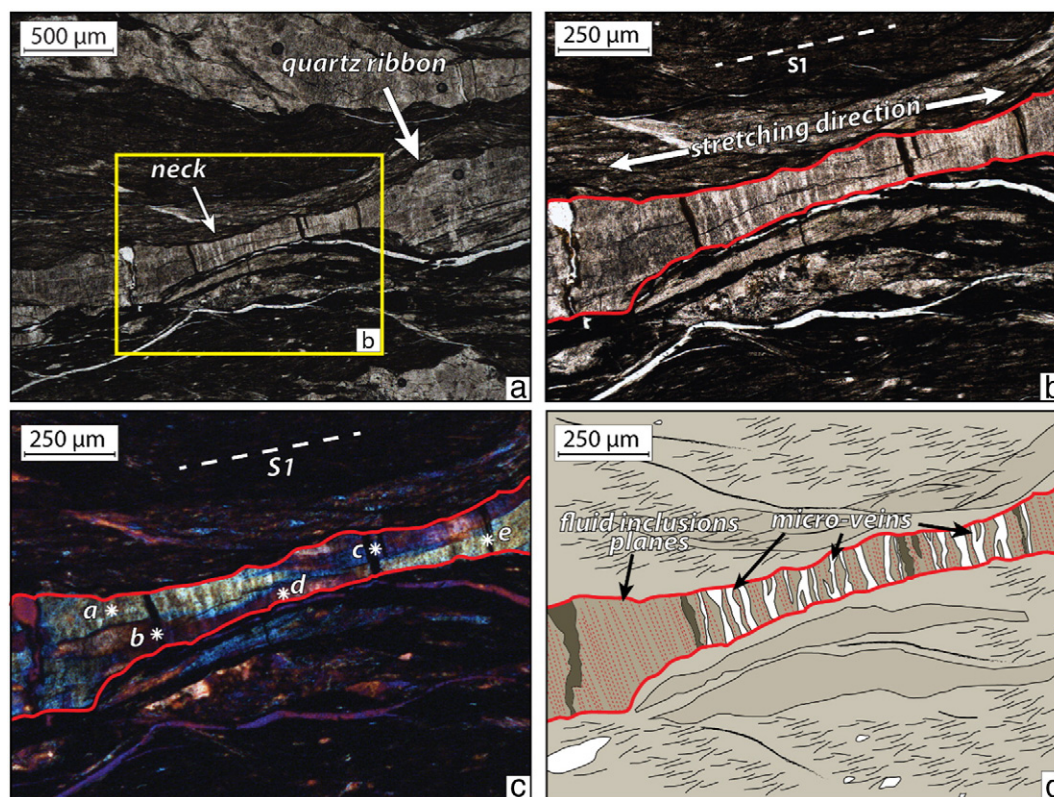 500 µm
quartz ribbon
neck
b
a
250 µm
S1
stretching direction
b
250 µm
S1
a
b
c
d
e
c
250 µm
fluid inclusions
planes
micro-veins
d